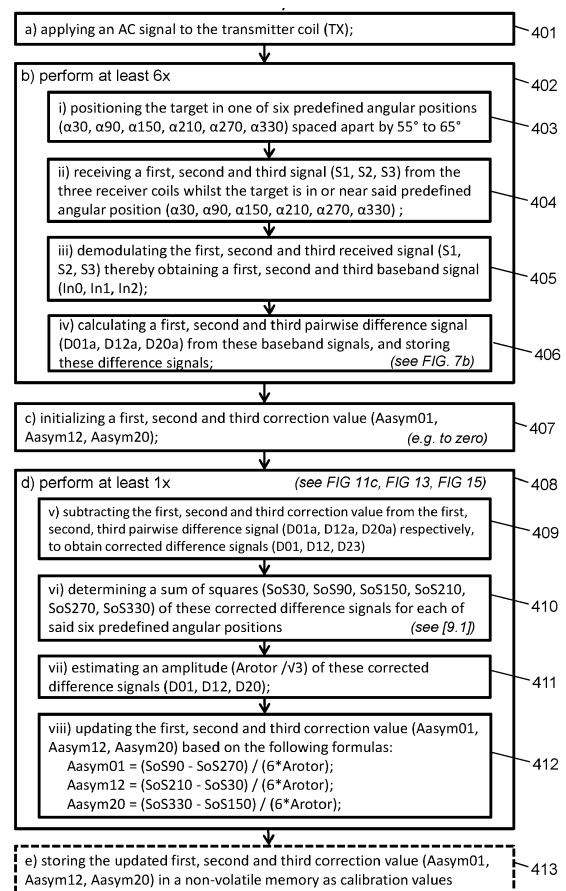 a) applying an AC signal to the transmitter coil (TX);
401
b) perform at least 6x
402
i) positioning the target in one of six predefined angular positions
(α30, α90, α150, α210, α270, α330) spaced apart by 55° to 65°
403
ii) receiving a first, second and third signal (S1, S2, S3) from the
three receiver coils whilst the target is in or near said predefined
angular position (α30, α90, α150, α210, α270, α330) ;
404
iii) demodulating the first, second and third received signal (S1,
S2, S3) thereby obtaining a first, second and third baseband signal
(In0, In1, In2);
405
iv) calculating a first, second and third pairwise difference signal
(D01a, D12a, D20a) from these baseband signals, and storing
these difference signals; (see FIG. 7b)
406
c) initializing a first, second and third correction value (Aasym01,
Aasym12, Aasym20); (e.g. to zero)
407
d) perform at least 1x (see FIG 11c, FIG 13, FIG 15)
408
v) subtracting the first, second and third correction value from the first,
second, third pairwise difference signal (D01a, D12a, D20a) respectively,
to obtain corrected difference signals (D01, D12, D23)
409
vi) determining a sum of squares (SoS30, SoS90, SoS150, SoS210,
SoS270, SoS330) of these corrected difference signals for each of
said six predefined angular positions (see [9.1])
410
vii) estimating an amplitude (Arotor /√3) of these corrected
difference signals (D01, D12, D20);
411
viii) updating the first, second and third correction value (Aasym01,
Aasym12, Aasym20) based on the following formulas:
Aasym01 = (SoS90 - SoS270) / (6*Arotor);
Aasym12 = (SoS210 - SoS30) / (6*Arotor);
Aasym20 = (SoS330 - SoS150) / (6*Arotor);
412
e) storing the updated first, second and third correction value (Aasym01,
Aasym12, Aasym20) in a non-volatile memory as calibration values
413